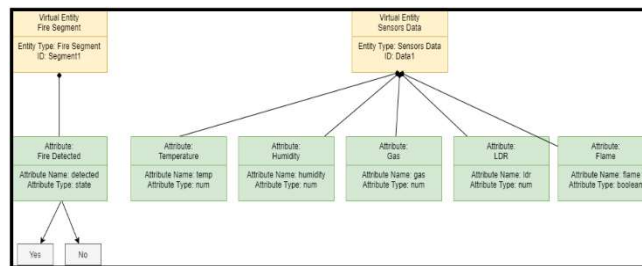 Virtual Entity
Fire Segment
Entity Type: Fire Segment
ID: Segment1
Virtual Entity
Sensors Data
Entity Type: Sensors Data
ID: Data1
Attribute:
Fire Detected
Attribute Name: detected
Attribute Type: state
Attribute:
Temperature
Attribute Name: temp
Attribute Type: num
Attribute:
Humidity
Attribute Name: humidity
Attribute Type: num
Attribute:
Gas
Attribute Name: gas
Attribute Type: num
Attribute:
LDR
Attribute Name: ldr
Attribute Type: num
Attribute:
Flame
Attribute Name: flame
Attribute Type: boolean
Yes
No